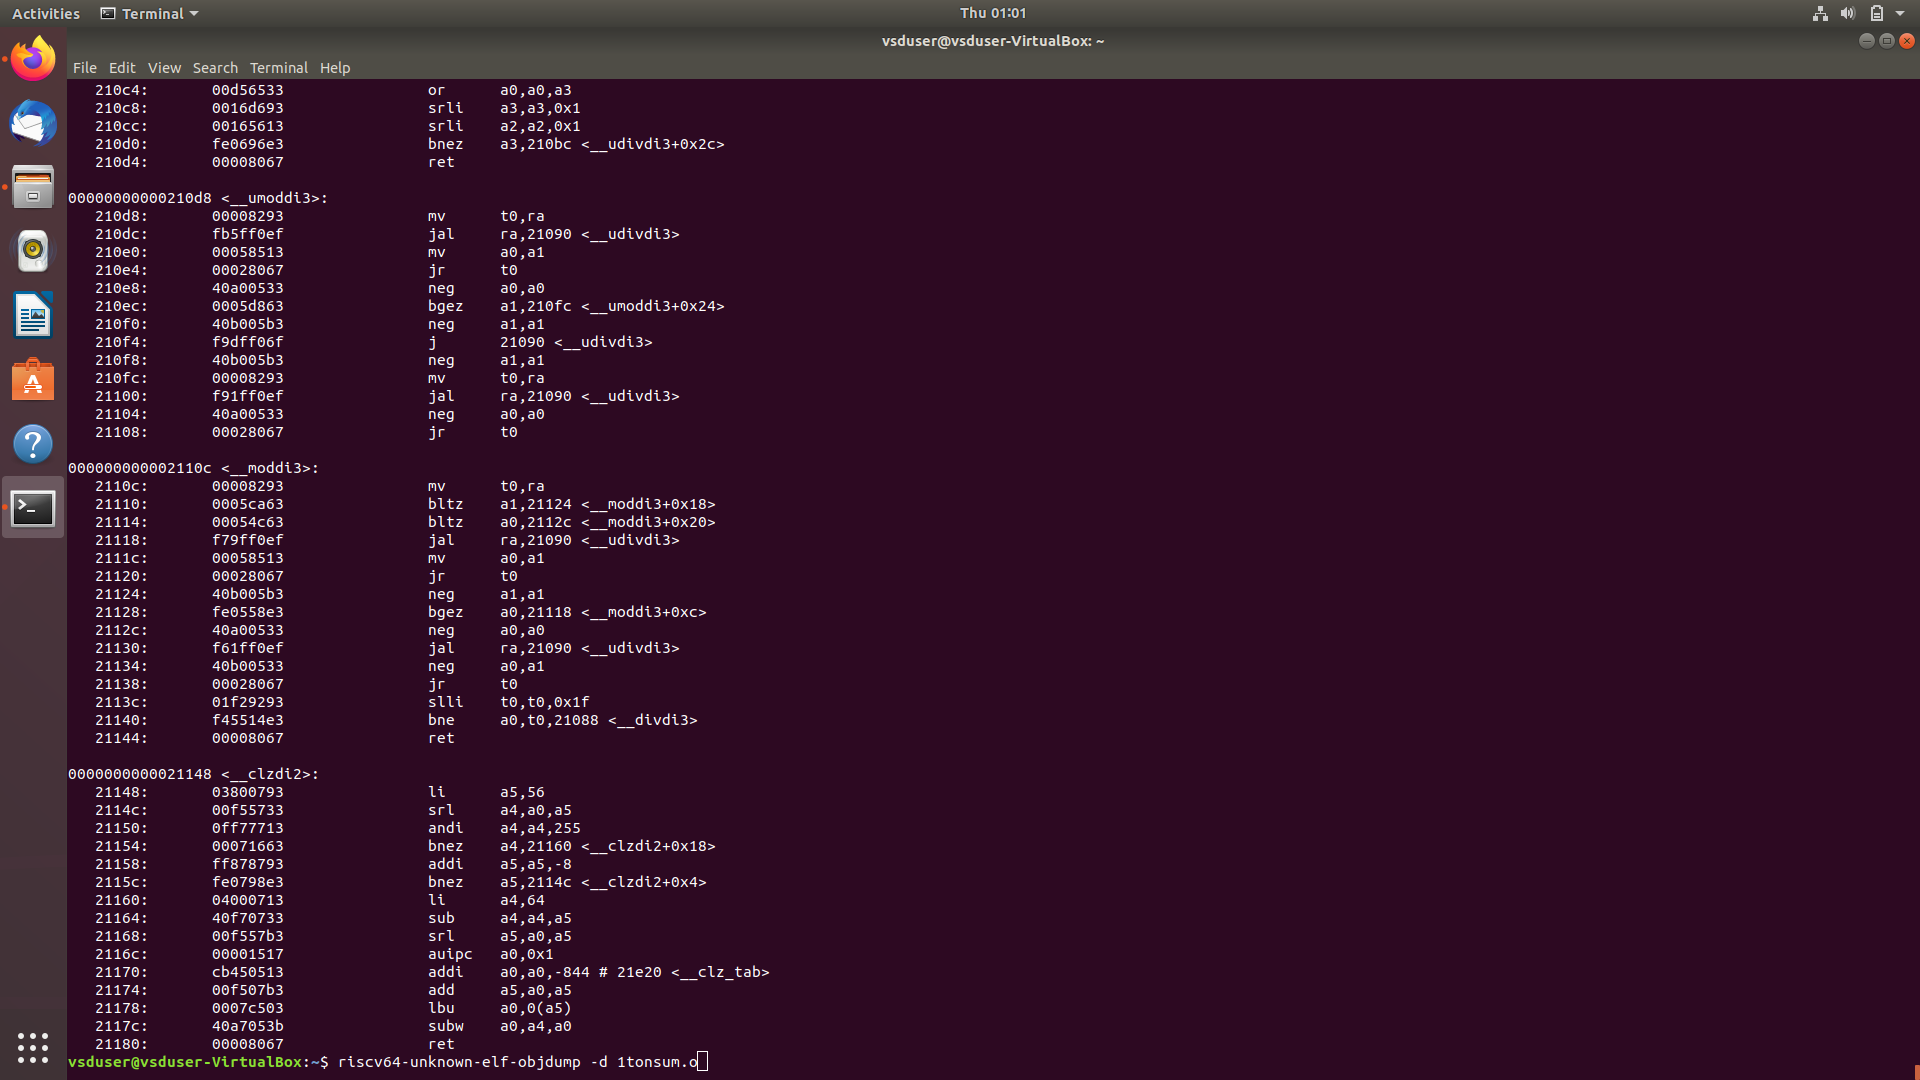 Activities Terminal Thu 01:01
vsduser@vsduser-VirtualBox: ~
File Edit View Search Terminal Help
210c4: 00d56533 or a0,a0,a3
210c8: 0016d693 srli a3,a3,0x1
210cc: 00165613 srli a2,a2,0x1
210d0: fe0696e3 bnez a3,210bc <__udivdi3+0x2c>
210d4: 00008067 ret
00000000000210d8 <__umoddi3>:
210d8: 00008293 mv t0,ra
210dc: fb5ff0ef jal ra,21090 <__udivdi3>
210e0: 00058513 mv a0,a1
210e4: 00028067 jr t0
210e8: 40a00533 neg a0,a0
210ec: 0005d863 bgez a1,210fc <__umoddi3+0x24>
210f0: 40b005b3 neg a1,a1
210f4: f9dff06f j 21090 <__udivdi3>
210f8: 40b005b3 neg a1,a1
210fc: 00008293 mv t0,ra
21100: f91ff0ef jal ra,21090 <__udivdi3>
21104: 40a00533 neg a0,a0
21108: 00028067 jr t0
000000000002110c <__moddi3>:
2110c: 00008293 mv t0,ra
21110: 0005ca63 bltz a1,21124 <__moddi3+0x18>
21114: 00054c63 bltz a0,2112c <__moddi3+0x20>
21118: f79ff0ef jal ra,21090 <__udivdi3>
2111c: 00058513 mv a0,a1
21120: 00028067 jr t0
21124: 40b005b3 neg a1,a1
21128: fe0558e3 bgez a0,21118 <__moddi3+0xc>
2112c: 40a00533 neg a0,a0
21130: f61ff0ef jal ra,21090 <__udivdi3>
21134: 40b00533 neg a0,a1
21138: 00028067 jr t0
2113c: 01f29293 slli t0,t0,0x1f
21140: f45514e3 bne a0,t0,21088 <__divdi3>
21144: 00008067 ret
0000000000021148 <__clzdi2>:
21148: 03800793 li a5,56
2114c: 00f55733 srl a4,a0,a5
21150: 0ff77713 andi a4,a4,255
21154: 00071663 bnez a4,21160 <__clzdi2+0x18>
21158: ff878793 addi a5,a5,-8
2115c: fe0798e3 bnez a5,2114c <__clzdi2+0x4>
21160: 04000713 li a4,64
21164: 40f70733 sub a4,a4,a5
21168: 00f557b3 srl a5,a0,a5
2116c: 00001517 auipc a0,0x1
21170: cb450513 addi a0,a0,-844 # 21e20 <__clz_tab>
21174: 00f507b3 add a5,a0,a5
21178: 0007c503 lbu a0,0(a5)
2117c: 40a7053b subw a0,a4,a0
21180: 00008067 ret
vsduser@vsduser-VirtualBox:~$ riscv64-unknown-elf-objdump -d 1tonsum.o